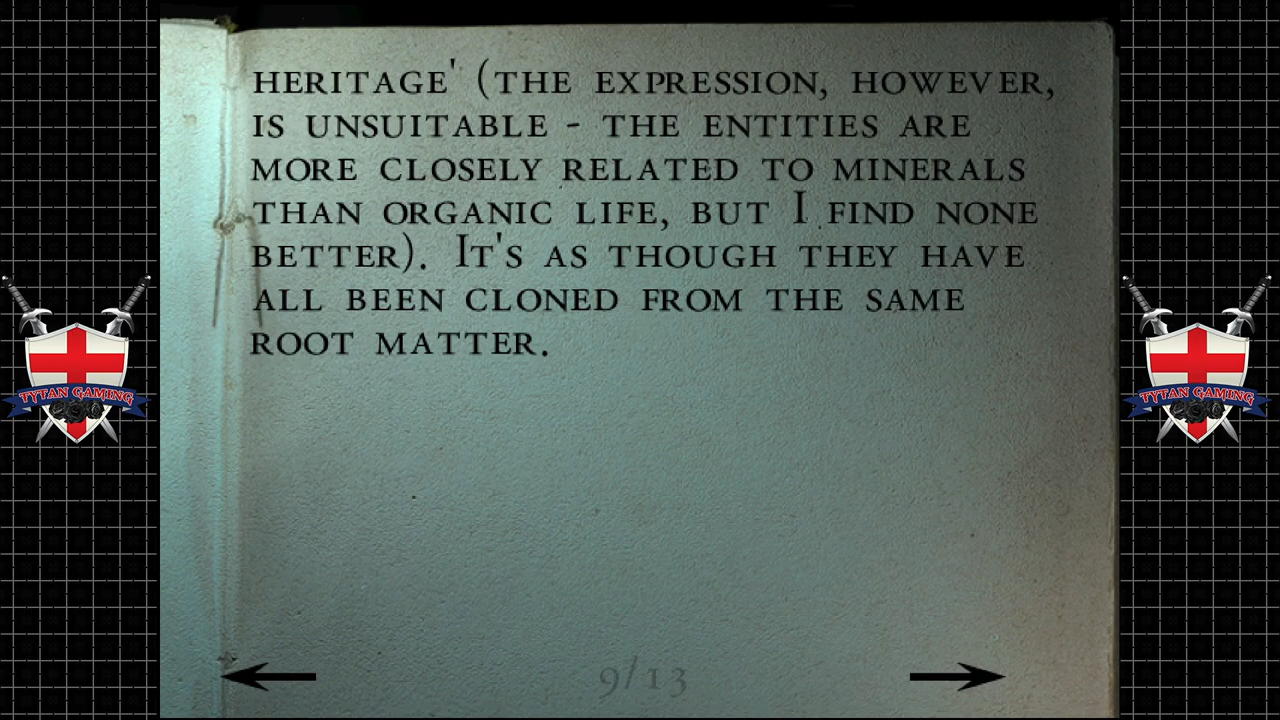 HERITAGE' (THE EXPRESSION, HOWEVER,
IS UNSUITABLE - THE ENTITIES ARE
MORE CLOSELY RELATED TO MINERALS
THAN ORGANIC LIFE, BUT I FIND NONE
BETTER). IT'S AS THOUGH THEY HAVE
ALL BEEN CLONED FROM THE SAME
ROOT MATTER.
TYTAN GAMING
TYTAN GAMING
9/13